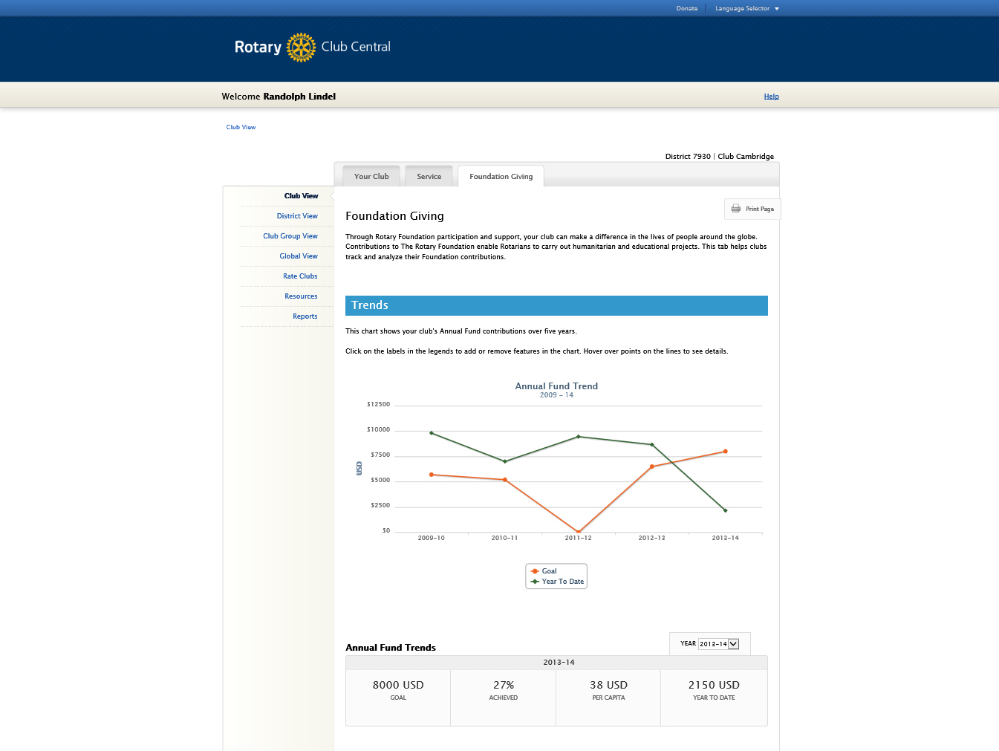 Donate
Language Selector
Rotary Club Central
Welcome Randolph Lindel
Help
Club View
District 7930 | Club Cambridge
Your Club
Service
Foundation Giving
Club View
District View
Club Group View
Global View
Rate Clubs
Resources
Reports
Print Page
Foundation Giving
Through Rotary Foundation participation and support, your club can make a difference in the lives of people around the globe.
Contributions to The Rotary Foundation enable Rotarians to carry out humanitarian and educational projects. This tab helps clubs
track and analyze their Foundation contributions.
Trends
This chart shows your club's Annual Fund contributions over five years.
Click on the labels in the legends to add or remove features in the chart. Hover over points on the lines to see details.
Annual Fund Trend
2009 - 14
USD
$12500
$10000
$7500
$5000
$2500
$0
2009-10
2010-11
2011-12
2012-13
2013-14
Goal
Year To Date
Annual Fund Trends
YEAR 2013-14
2013-14
8000 USD
GOAL
27%
ACHIEVED
38 USD
PER CAPITA
2150 USD
YEAR TO DATE